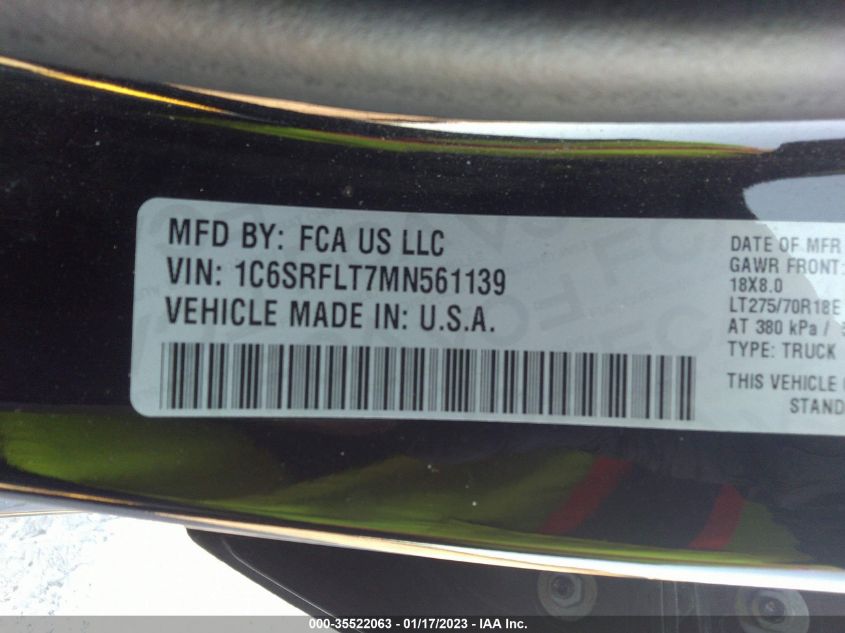 MFD BY: FCA US LLC
VIN: 1C6SRFLT7MN561139
VEHICLE MADE IN: U.S.A.
DATE OF MFR
GAWR FRONT:
18X8.0
LT275/70R18E
AT 380 kPa /
TYPE: TRUCK
THIS VEHICLE
STAND
000-35522063 - 01/17/2023 - IAA Inc.